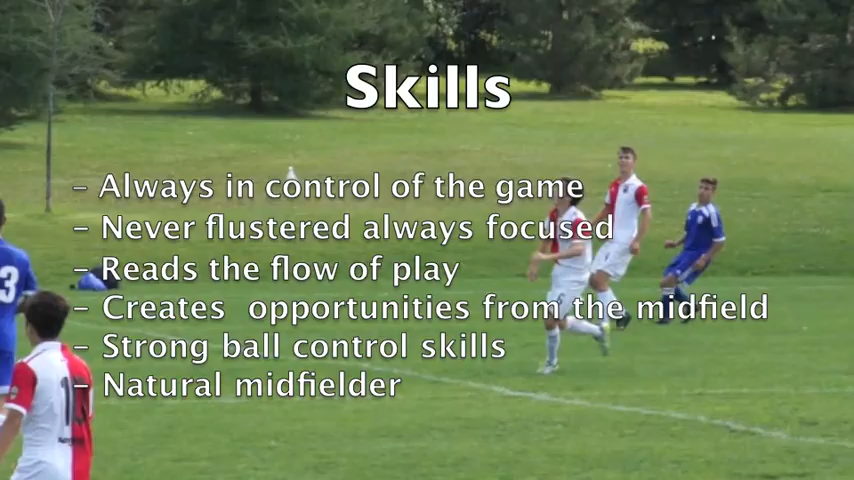 Skills
- Always in control of the game
- Never flustered always focused
- Reads the flow of play
- Creates  opportunities from the midfield
- Strong ball control skills
- Natural midfielder
3